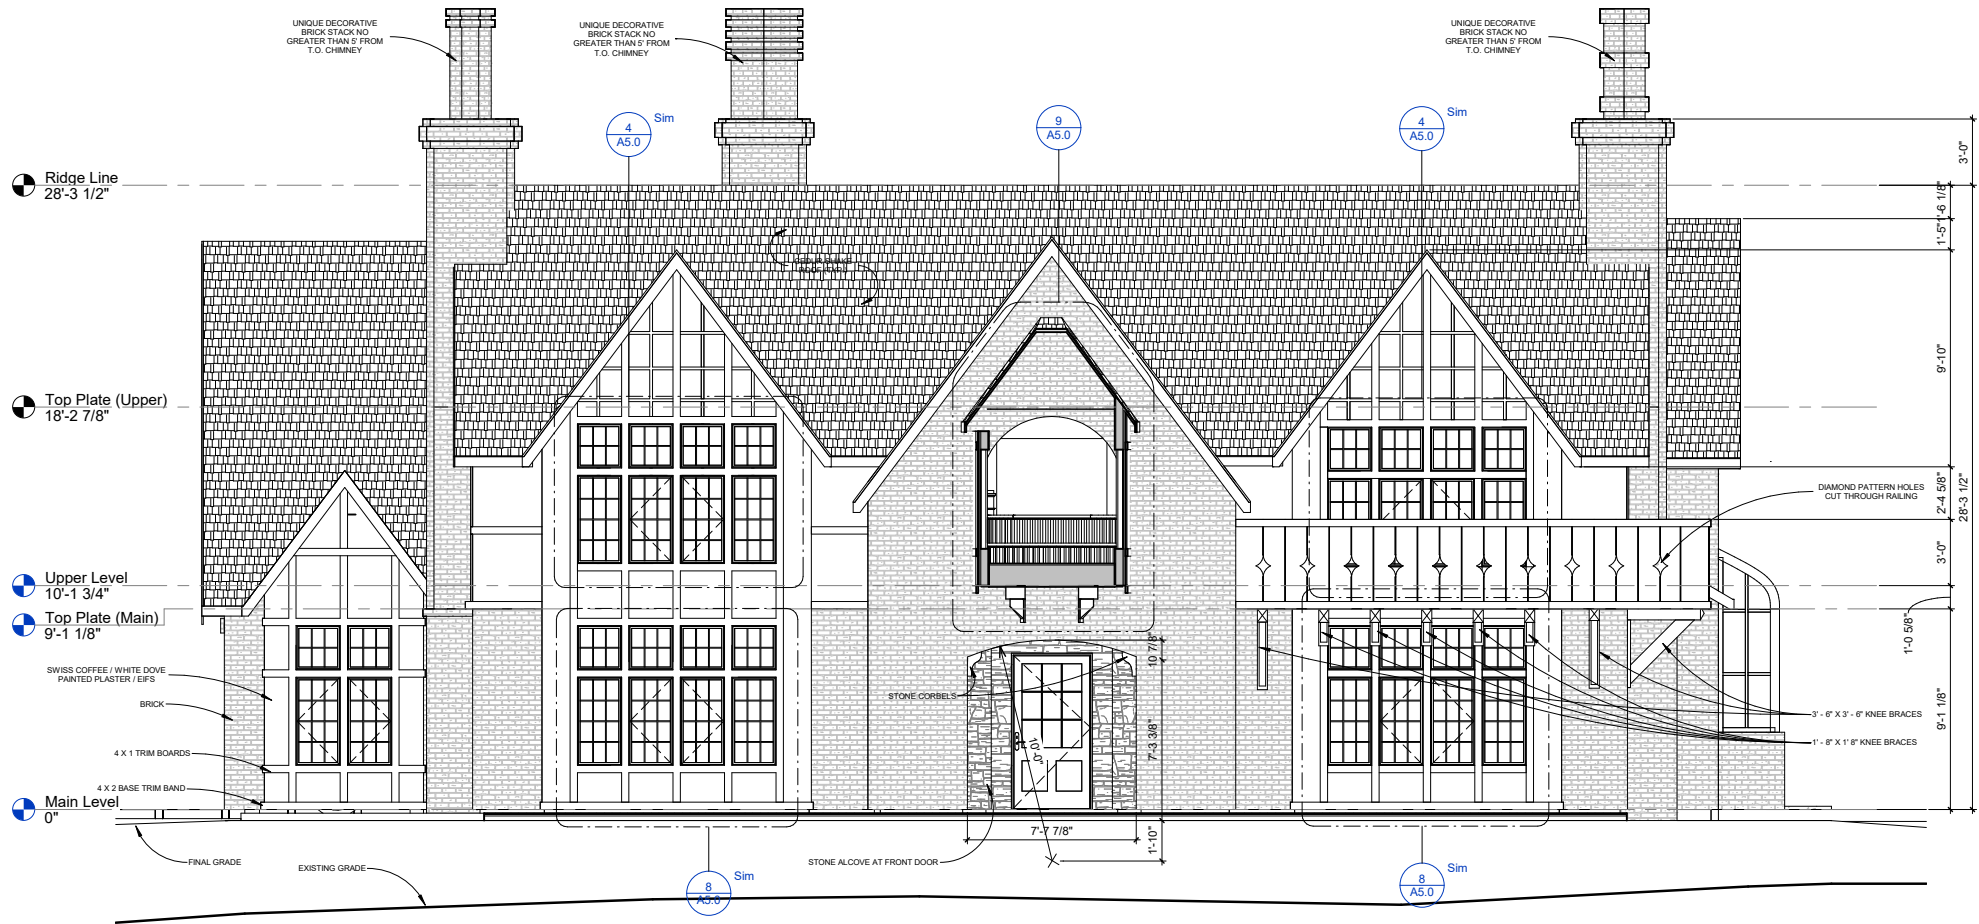 UNIQUE DECORATIVE
BRICK STACK NO
GREATER THAN 5' FROM
T.O. CHIMNEY
UNIQUE DECORATIVE
BRICK STACK NO
GREATER THAN 5' FROM
T.O. CHIMNEY
UNIQUE DECORATIVE
BRICK STACK NO
GREATER THAN 5' FROM
T.O. CHIMNEY
4
A5.0
Sim
9
A5.0
4
A5.0
Sim
3'-0"
Ridge Line
28'-3 1/2"
1'-6 1/8"
1'-5"
CEDUR SHAKE
ROOF (TYP.)
9'-10"
Top Plate (Upper)
18'-2 7/8"
DIAMOND PATTERN HOLES
CUT THROUGH RAILING
2'-4 5/8"
28'-3 1/2"
3'-0"
Upper Level
10'-1 3/4"
Top Plate (Main)
9'-1 1/8"
1'-0 5/8"
SWISS COFFEE / WHITE DOVE
PAINTED PLASTER / EIFS
BRICK
STONE CORBELS
10 7/8"
7'-3 3/8"
10'-0"
3' - 6" X 3' - 6" KNEE BRACES
1' - 8" X 1' 8" KNEE BRACES
9'-1 1/8"
4 X 1 TRIM BOARDS
4 X 2 BASE TRIM BAND
Main Level
0"
7'-7 7/8"
1'-10"
FINAL GRADE
EXISTING GRADE
STONE ALCOVE AT FRONT DOOR
8
A5.0
Sim
8
A5.0
Sim